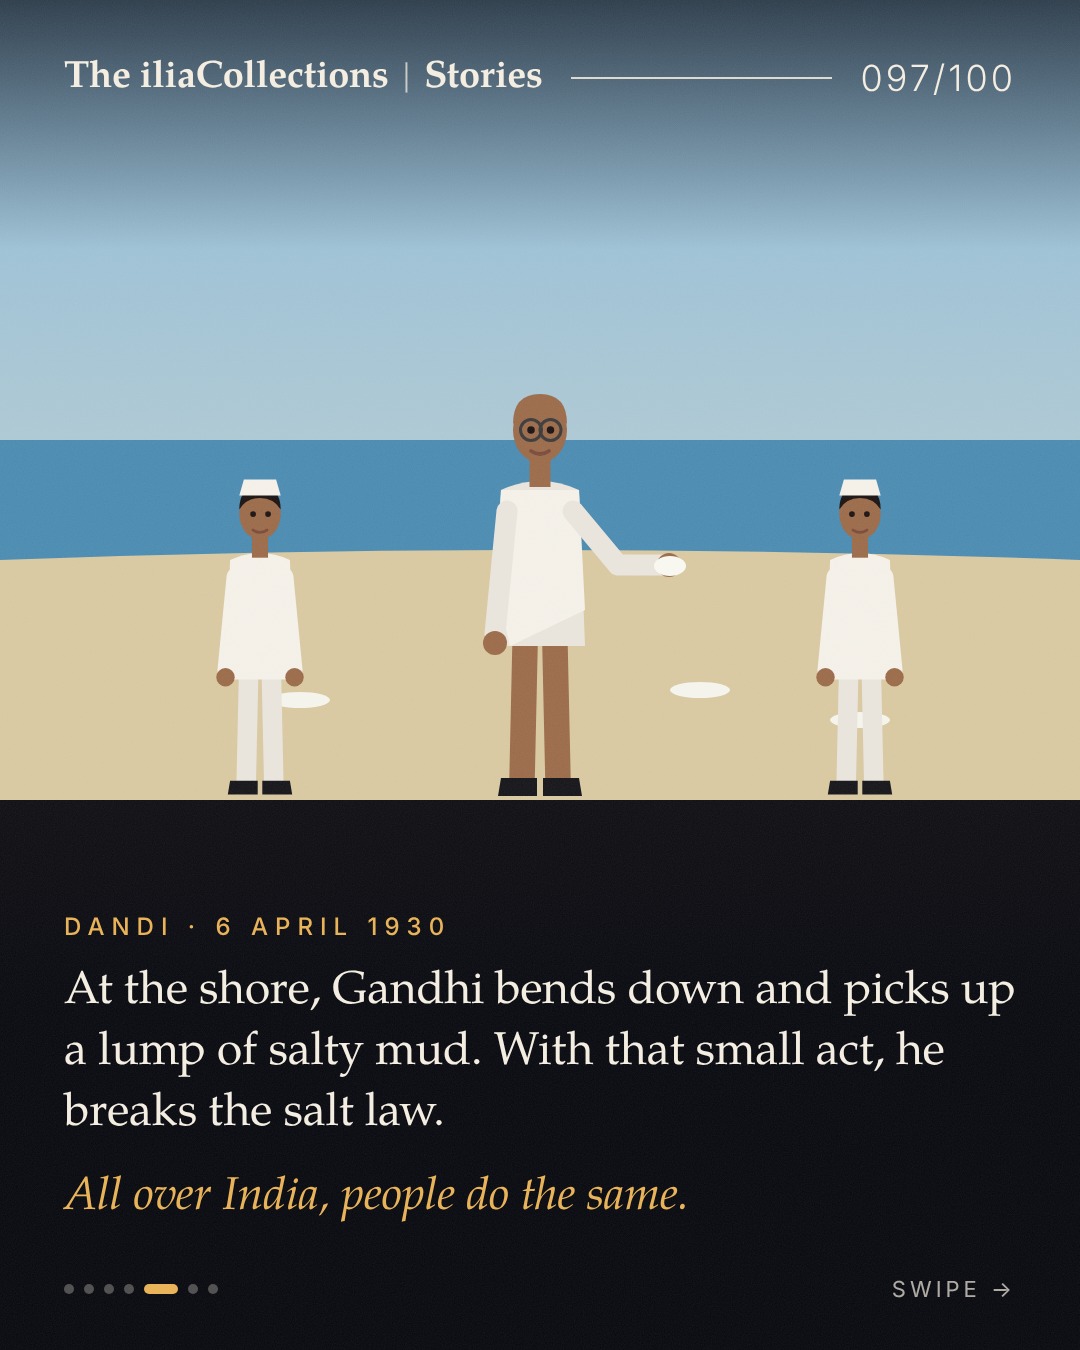 The iliaCollections | Stories 097/100
DANDI · 6 APRIL 1930
At the shore, Gandhi bends down and picks up
a lump of salty mud. With that small act, he
breaks the salt law.
All over India, people do the same.
SWIPE →